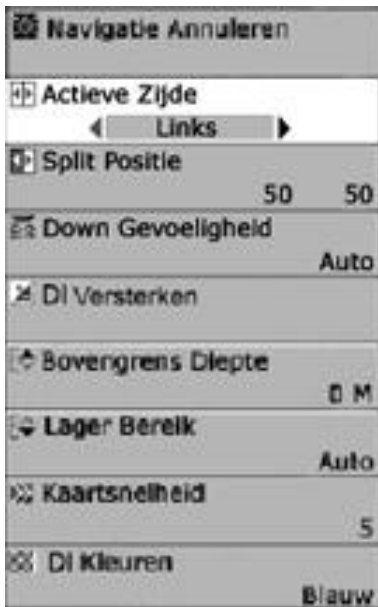 Navigatie Annuleren
Actieve Zijde
Links
Split Positie
50 50
Down Gevoeligheid
Auto
DI Versterken
Bovengrens Diepte
0 M
Lager Bereik
Auto
Kaartsnelheid
5
DI Kleuren
Blauw